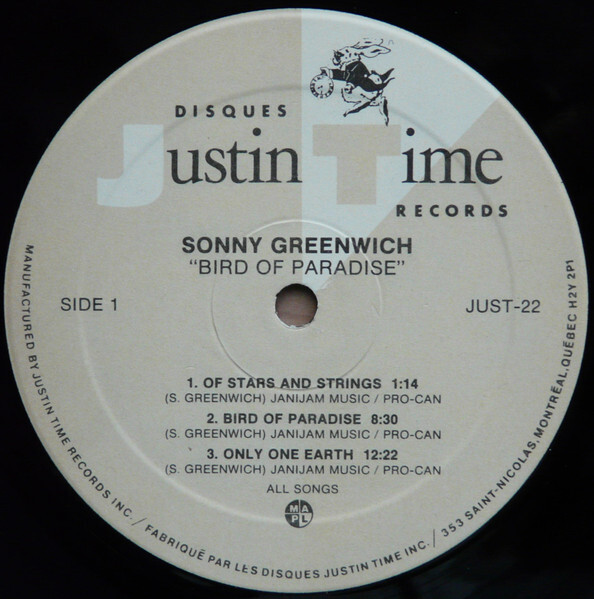 DISQUES
Justin Time
RECORDS
SONNY GREENWICH
“BIRD OF PARADISE”
SIDE 1
JUST-22
1. OF STARS AND STRINGS 1:14
(S. GREENWICH) JANIJAM MUSIC / PRO-CAN
2. BIRD OF PARADISE 8:30
(S. GREENWICH) JANIJAM MUSIC / PRO-CAN
3. ONLY ONE EARTH 12:22
(S. GREENWICH) JANIJAM MUSIC / PRO-CAN
ALL SONGS
MAPL
MANUFACTURED BY JUSTIN TIME RECORDS INC. / FABRIQUĒ PAR LES DISQUES JUSTIN TIME INC. / 353 SAINT-NICOLAS, MONTRĒAL, QUĒBEC H2Y 2P1